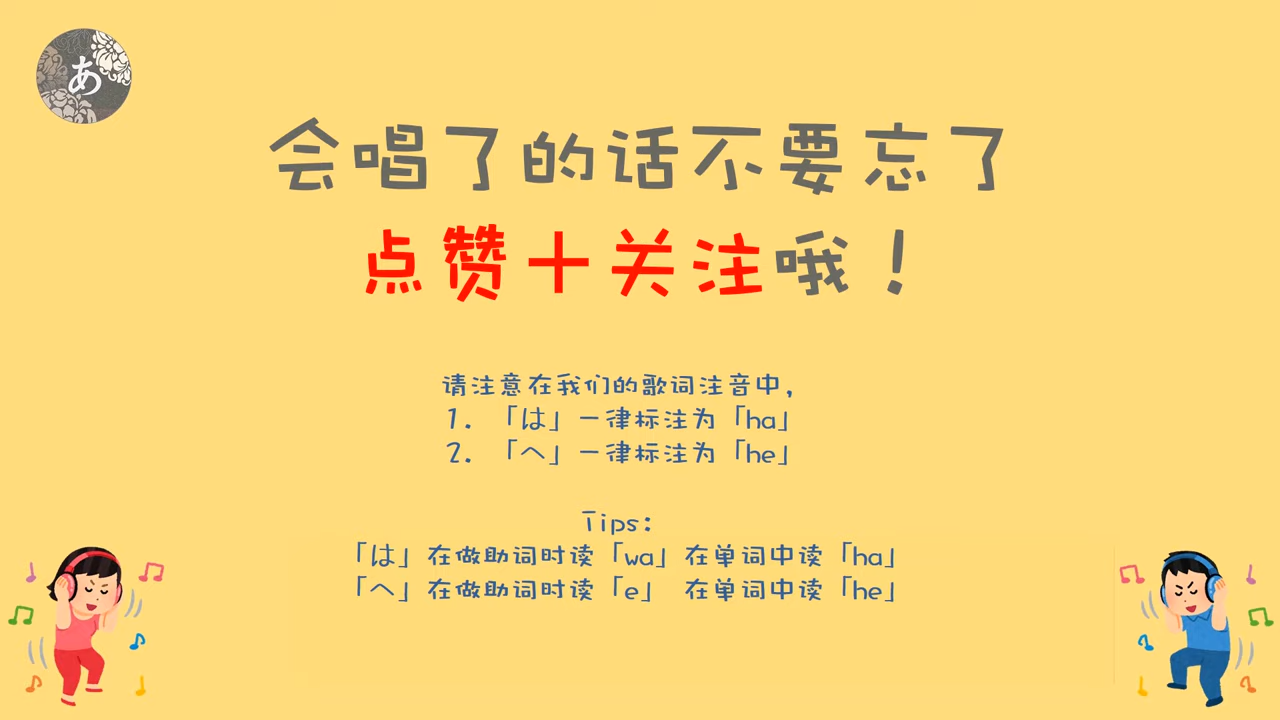 あ
会唱了的话不要忘了
点赞十关注哦！
请注意在我们的歌词注音中，
1. 「は」一律标注为「ha」
2. 「へ」一律标注为「he」
Tips：
「は」在做助词时读「wa」在单词中读「ha」
「へ」在做助词时读「e」 在单词中读「he」